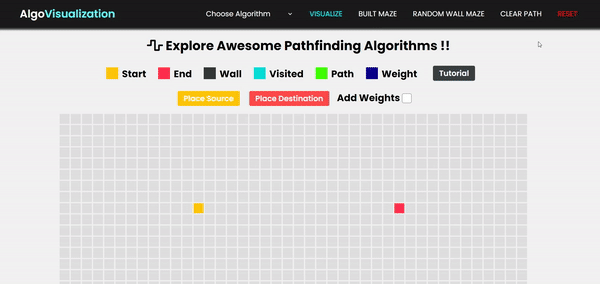 AlgoVisualization Choose Algorithm VISUALIZE BUILT MAZE RANDOM WALL MAZE CLEAR PATH RESET
Explore Awesome Pathfinding Algorithms !!
Start End Wall Visited Path Weight Tutorial
Place Source Place Destination Add Weights